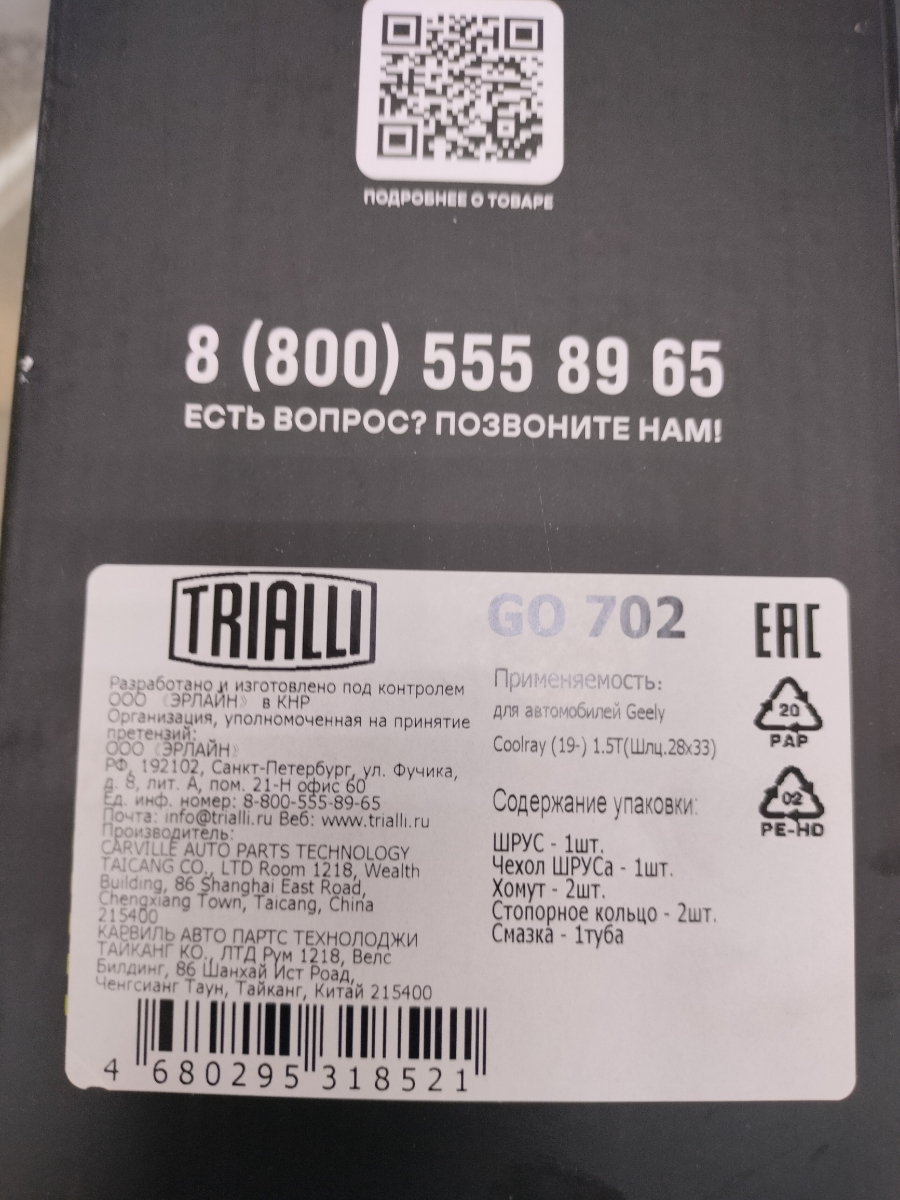 ПОДРОБНЕЕ О ТОВАРЕ
8 (800) 555 89 65
ЕСТЬ ВОПРОС? ПОЗВОНИТЕ НАМ!
TRIALLI
GO 702
EAC
Разработано и изготовлено под контролем
ООО «ЭРЛАЙН» в КНР
Организация, уполномоченная на принятие
претензий:
ООО «ЭРЛАЙН»
РФ, 192102, Санкт-Петербург, ул. Фучика,
д. 8, лит. А, пом. 21-Н офис 60
Ед. инф. номер: 8-800-555-89-65
Почта: info@trialli.ru Веб: www.trialli.ru
Производитель:
CARVILLE AUTO PARTS TECHNOLOGY
TAICANG CO., LTD Room 1218, Wealth
Building, 86 Shanghai East Road,
Chengxiang Town, Taicang, China
215400
КАРВИЛЬ АВТО ПАРТС ТЕХНОЛОДЖИ
ТАЙКАНГ КО., ЛТД Рум 1218, Велс
Билдинг, 86 Шанхай Ист Роад,
Ченгсианг Таун, Тайканг, Китай 215400
4 680295 318521
Применяемость:
для автомобилей Geely
Coolray (19-) 1.5T(Шлц.28x33)
Содержание упаковки:
ШРУС - 1шт.
Чехол ШРУСа - 1шт.
Хомут - 2шт.
Стопорное кольцо - 2шт.
Смазка - 1туба
20
PAP
02
PE-HD